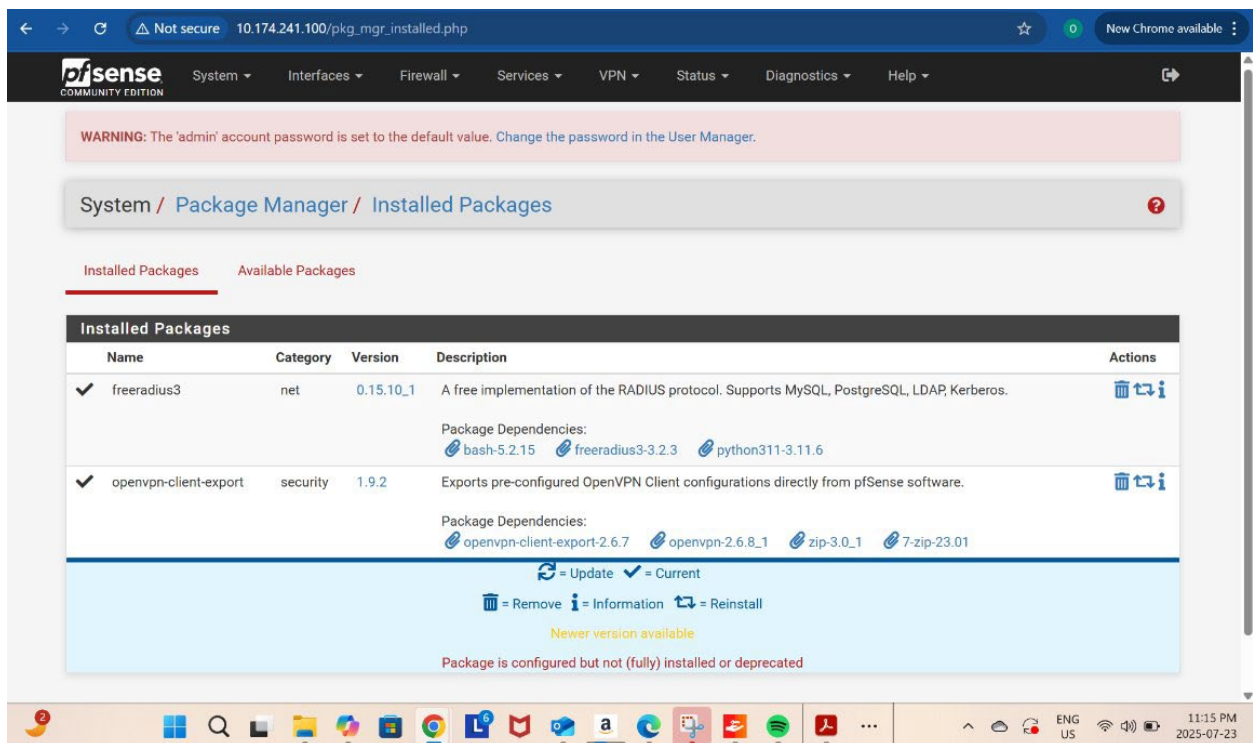 Not secure 10.174.241.100/pkg_mgr_installed.php 0 New Chrome available
pfsense System Interfaces Firewall Services VPN Status Diagnostics Help
COMMUNITY EDITION
WARNING: The 'admin' account password is set to the default value. Change the password in the User Manager.
System / Package Manager / Installed Packages
Installed Packages Available Packages
Installed Packages
Name Category Version Description Actions
freeradius3 net 0.15.10_1 A free implementation of the RADIUS protocol. Supports MySQL, PostgreSQL, LDAP, Kerberos.
Package Dependencies:
bash-5.2.15 freeradius3-3.2.3 python311-3.11.6
openvpn-client-export security 1.9.2 Exports pre-configured OpenVPN Client configurations directly from pfSense software.
Package Dependencies:
openvpn-client-export-2.6.7 openvpn-2.6.8_1 zip-3.0_1 7-zip-23.01
= Update = Current
= Remove = Information = Reinstall
Newer version available
Package is configured but not (fully) installed or deprecated
2 L 6 a ENG 11:15 PM
US 2025-07-23